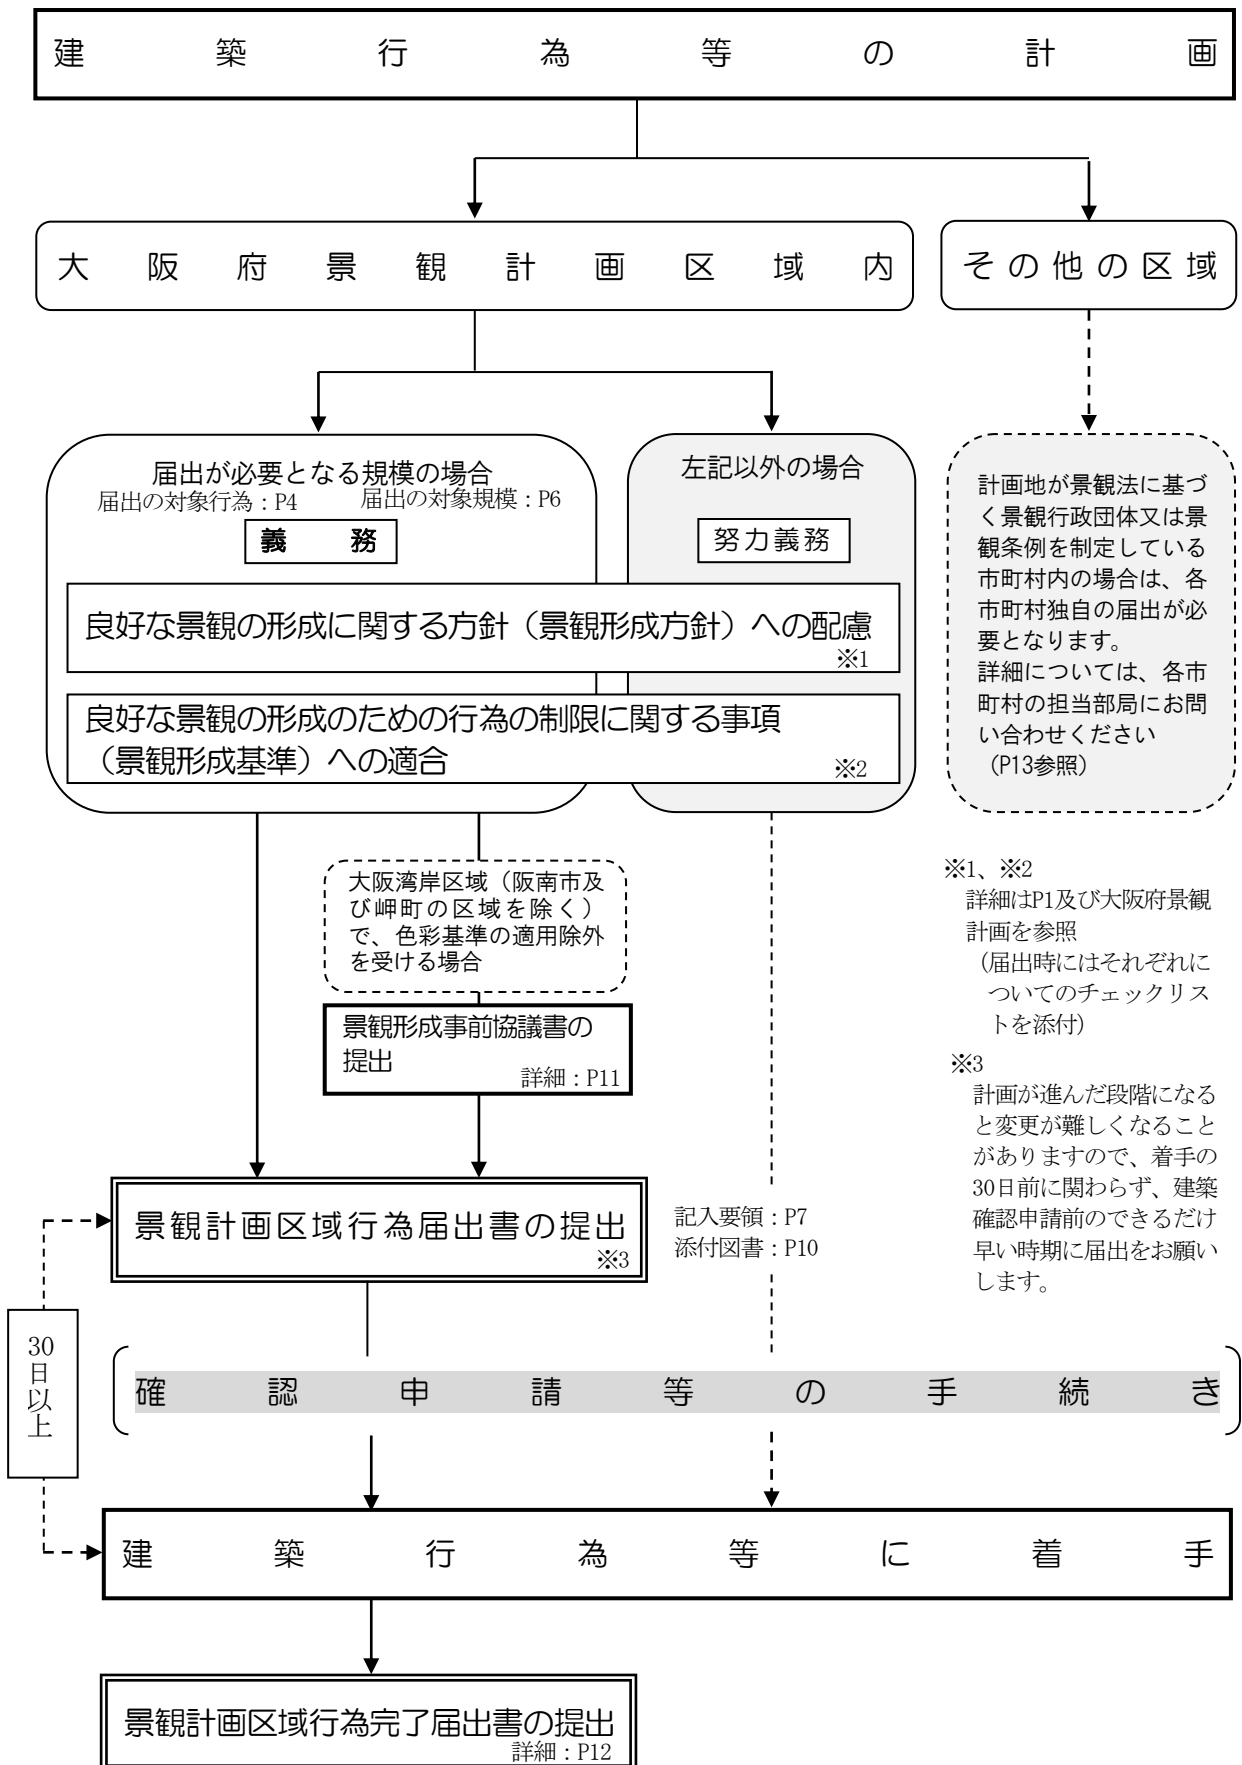 建築行為等の計画
大阪府景観計画区域内
その他の区域
届出が必要となる規模の場合
届出の対象行為：P4 届出の対象規模：P6
義務
左記以外の場合
努力義務
良好な景観の形成に関する方針（景観形成方針）への配慮
※1
良好な景観の形成のための行為の制限に関する事項
（景観形成基準）への適合
※2
計画地が景観法に基づ
く景観行政団体又は景
観条例を制定している
市町村内の場合は、各
市町村独自の届出が必
要となります。
詳細については、各市
町村の担当部局にお問
い合わせください
（P13参照）
大阪湾岸区域（阪南市及
び岬町の区域を除く）
で、色彩基準の適用除外
を受ける場合
景観形成事前協議書の
提出
詳細：P11
※1、※2
詳細はP1及び大阪府景観
計画を参照
（届出時にはそれぞれに
ついてのチェックリス
トを添付）
※3
計画が進んだ段階になる
と変更が難しくなること
がありますので、着手の
30日前に関わらず、建築
確認申請前のできるだけ
早い時期に届出をお願い
します。
景観計画区域行為届出書の提出
※3
記入要領：P7
添付図書：P10
30日以上
確認申請等の手続き
建築行為等に着手
景観計画区域行為完了届出書の提出
詳細：P12